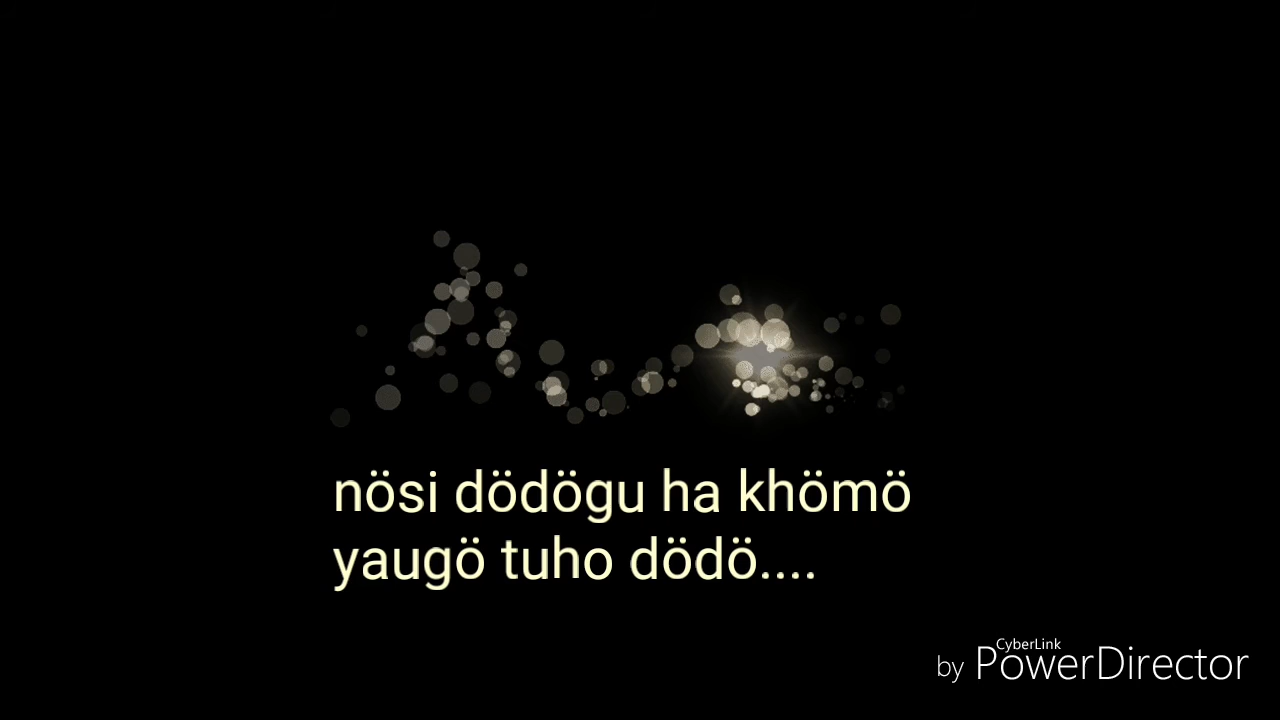 nösi dödögu ha khömö
yaugö tuho dödö....
CyberLink
by PowerDirector